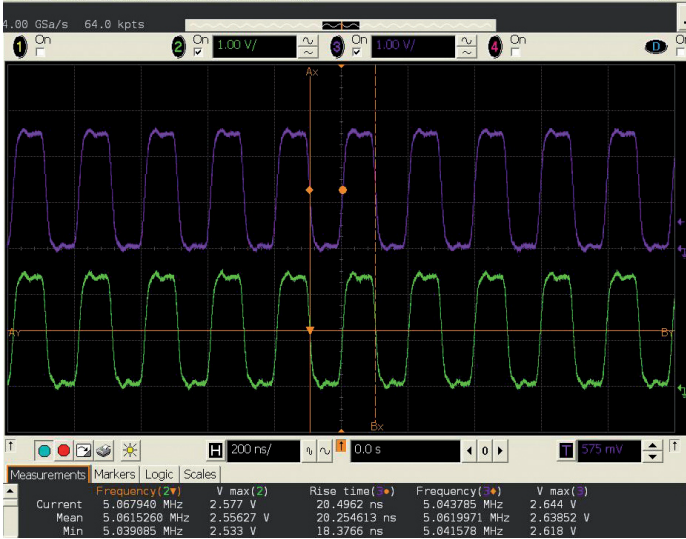 4.00 GSa/s 64.0 kpts
1 On 2 On 1.00 V/ 3 On 1.00 V/ 4 On D On
Ax
Ay By
Bx
H 200 ns/ 0.0 s 0 T 575 mV
Measurements Markers Logic Scales
Frequency(2) V max(2) Rise time(3) Frequency(3) V max(3)
Current 5.067940 MHz 2.577 V 20.4962 ns 5.043785 MHz 2.644 V
Mean 5.0615260 MHz 2.55627 V 20.254613 ns 5.0619971 MHz 2.63852 V
Min 5.039085 MHz 2.533 V 18.3766 ns 5.041578 MHz 2.618 V